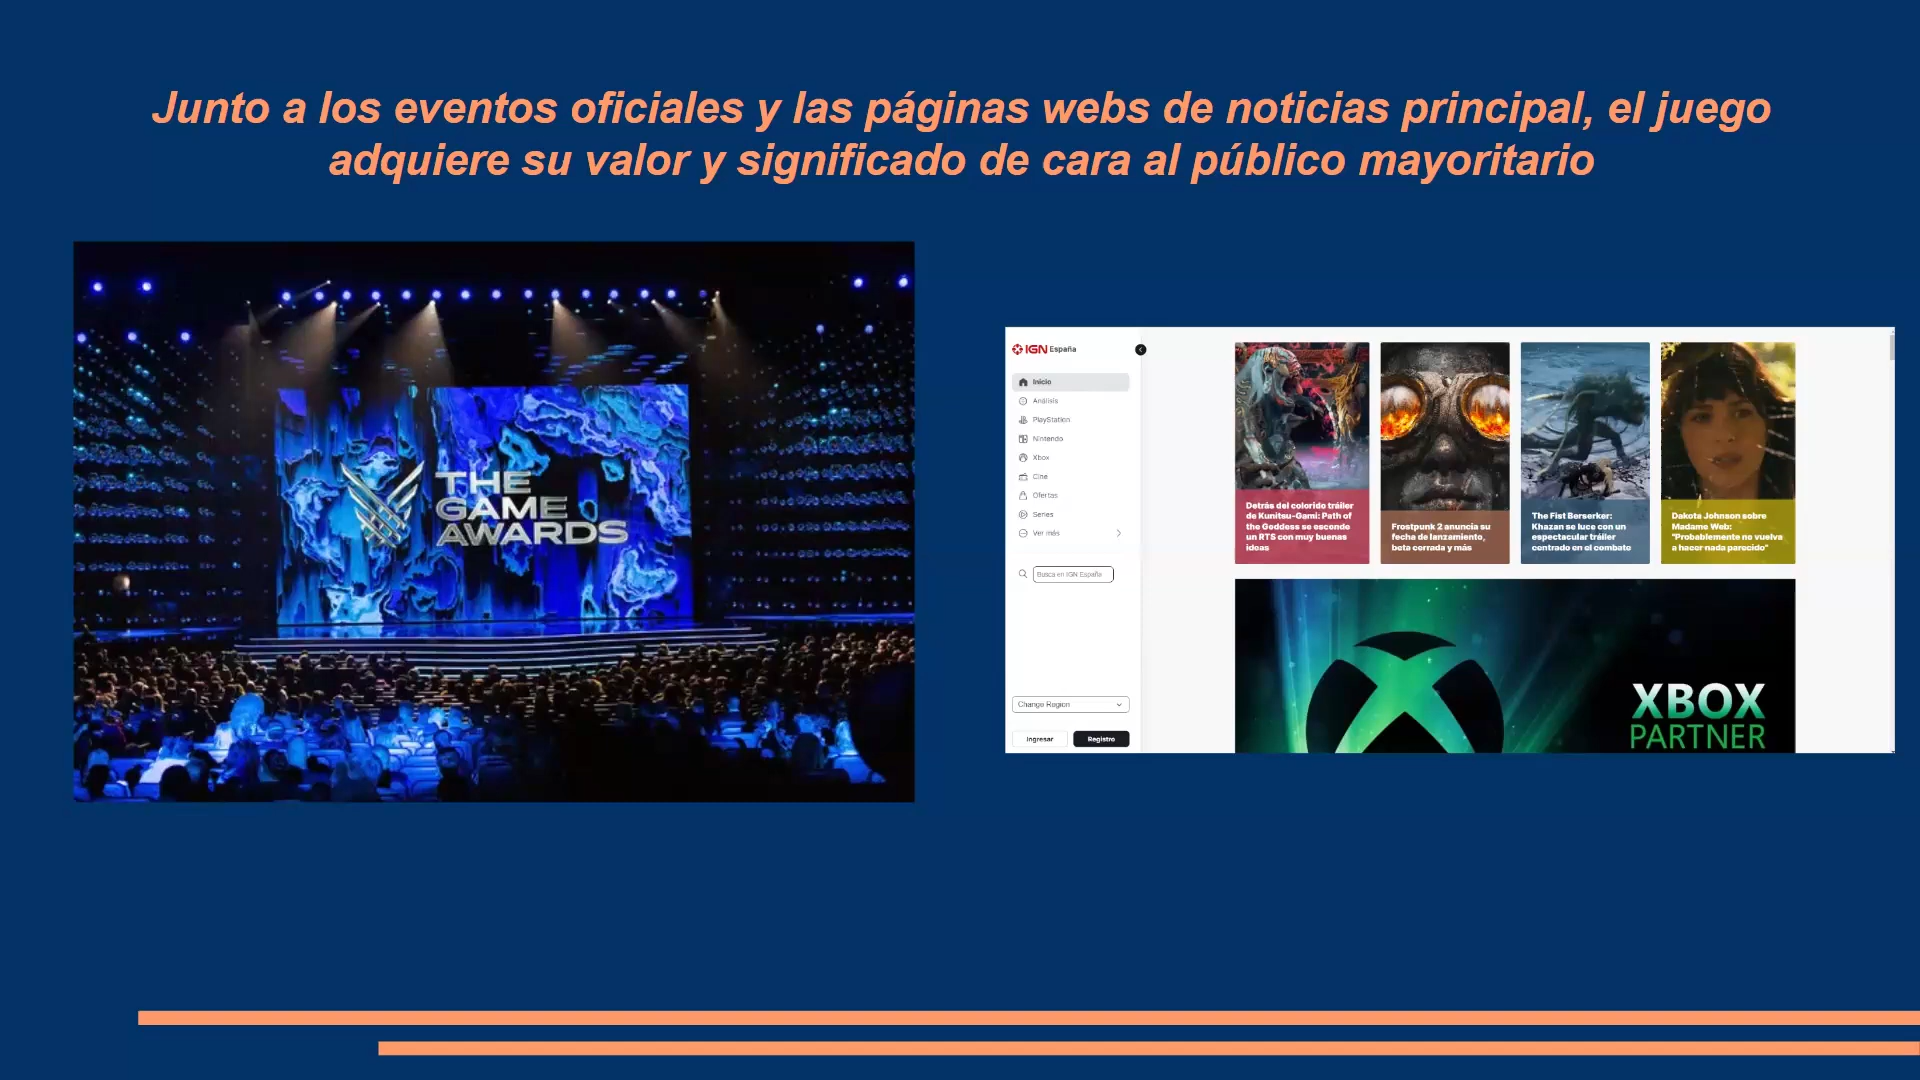 Junto a los eventos oficiales y las páginas webs de noticias principal, el juego
adquiere su valor y significado de cara al público mayoritario
THE
GAME
AWARDS
IGN España
Inicio
Análisis
PlayStation
Nintendo
Xbox
Cine
Ofertas
Series
Ver más
Busca en IGN España
Change Region
Ingresar
Registro
Detrás del colorido tráiler
de Kunitsu-Gami: Path of
the Goddess se esconde
un RTS con muy buenas
ideas
Frostpunk 2 anuncia su
fecha de lanzamiento,
beta cerrada y más
The Fist Berserker:
Khazan se luce con un
espectacular tráiler
centrado en el combate
Dakota Johnson sobre
Madame Web:
"Probablemente no vuelva
a hacer nada parecido"
XBOX
PARTNER